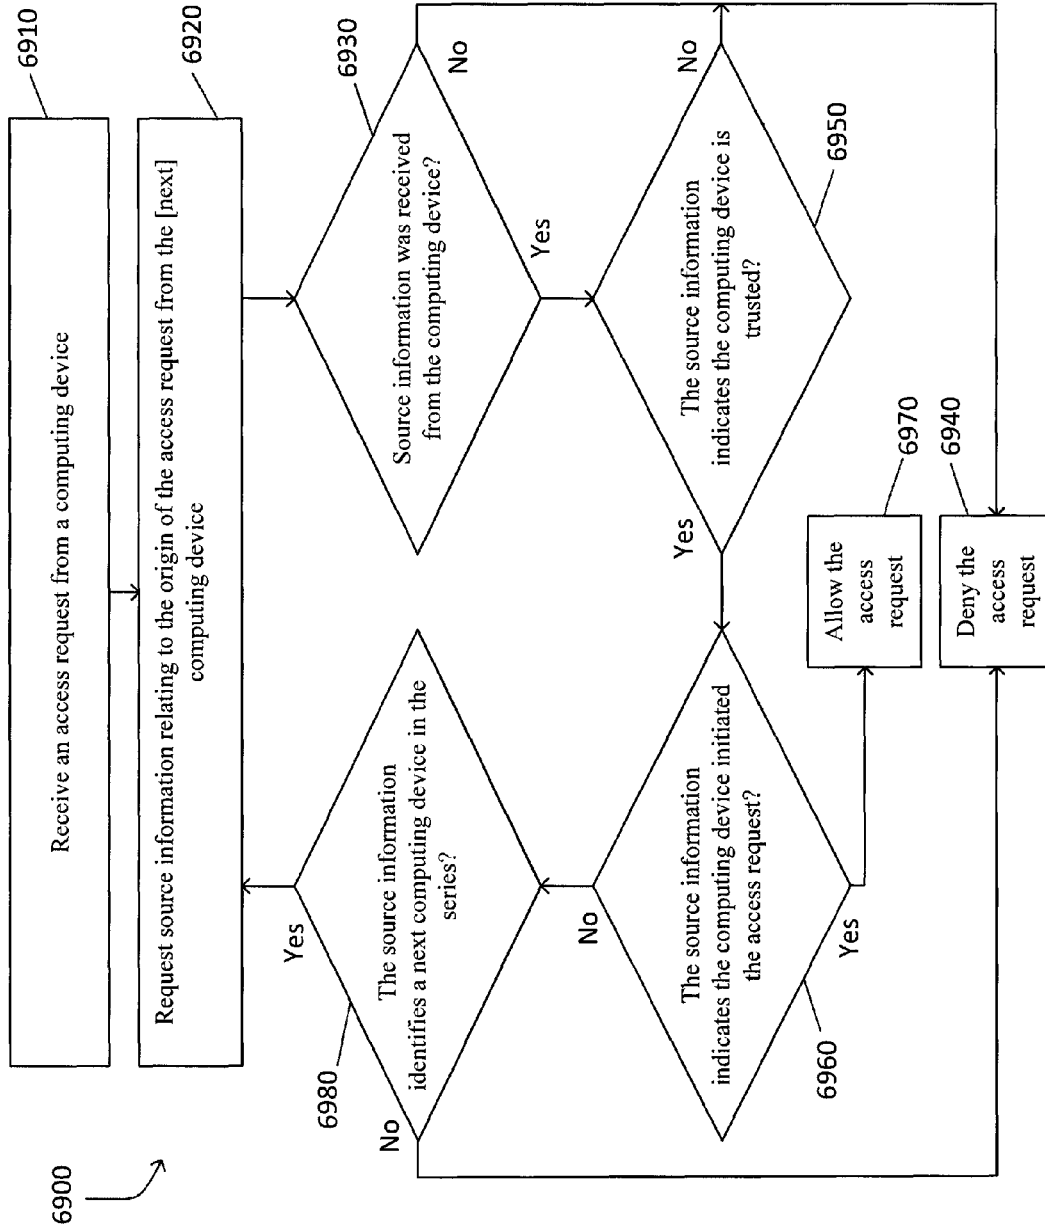 6900
6910
Receive an access request from a computing device
6920
Request source information relating to the origin of the access request from the [next]
computing device
6930
Source information was received
from the computing device?
No
Yes
6980
The source information
identifies a next computing device in the
series?
Yes
No
6950
The source information
indicates the computing device is
trusted?
No
Yes
6960
The source information
indicates the computing device initiated
the access request?
No
Yes
6970
Allow the
access
request
6940
Deny the
access
request